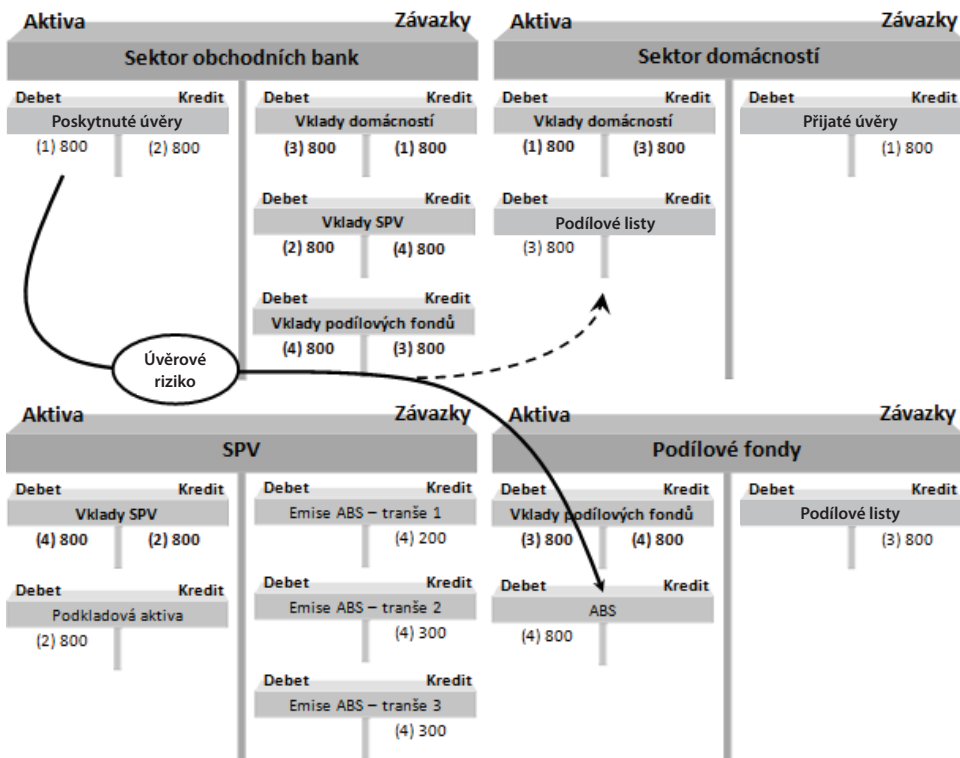 Aktiva Závazky
Sektor obchodních bank
Debet Kredit
Poskytnuté úvěry
(1) 800 (2) 800
Debet Kredit
Vklady domácností
(3) 800 (1) 800
Debet Kredit
Vklady SPV
(2) 800 (4) 800
Debet Kredit
Vklady podílových fondů
(4) 800 (3) 800
Úvěrové
riziko
Aktiva Závazky
Sektor domácností
Debet Kredit
Vklady domácností
(1) 800 (3) 800
Debet Kredit
Podílové listy
(3) 800
Debet Kredit
Přijaté úvěry
(1) 800
Aktiva Závazky
SPV
Debet Kredit
Vklady SPV
(4) 800 (2) 800
Debet Kredit
Podkladová aktiva
(2) 800
Debet Kredit
Emise ABS – tranše 1
(4) 200
Debet Kredit
Emise ABS – tranše 2
(4) 300
Debet Kredit
Emise ABS – tranše 3
(4) 300
Aktiva Závazky
Podílové fondy
Debet Kredit
Vklady podílových fondů
(3) 800 (4) 800
Debet Kredit
ABS
(4) 800
Debet Kredit
Podílové listy
(3) 800